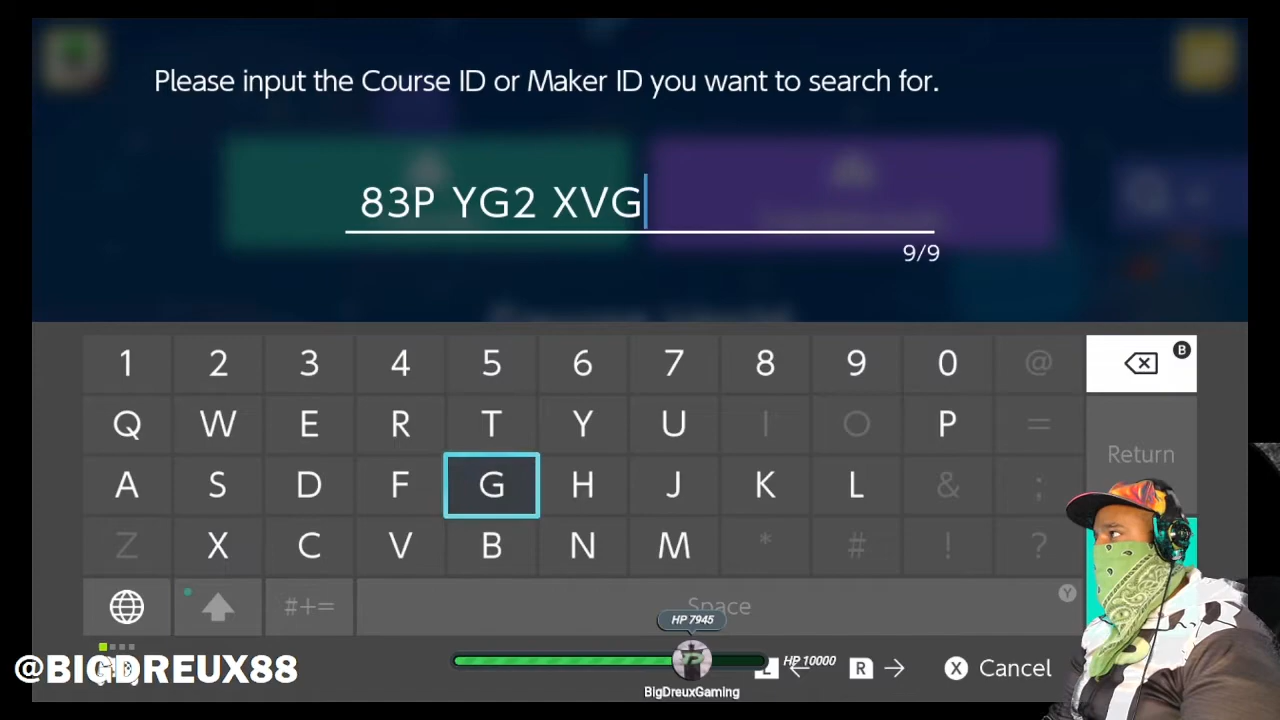 Please input the Course ID or Maker ID you want to search for.
83P YG2 XVG
9/9
1 2 3 4 5 6 7 8 9 0 @
B
Q W E R T Y U I O P =
Return
A S D F G H J K L & ;
Z X C V B N M * # ! ?
#+= Space Y
HP 7945
@BIGDREUX88
HP 10000
L R X Cancel
BigDreuxGaming